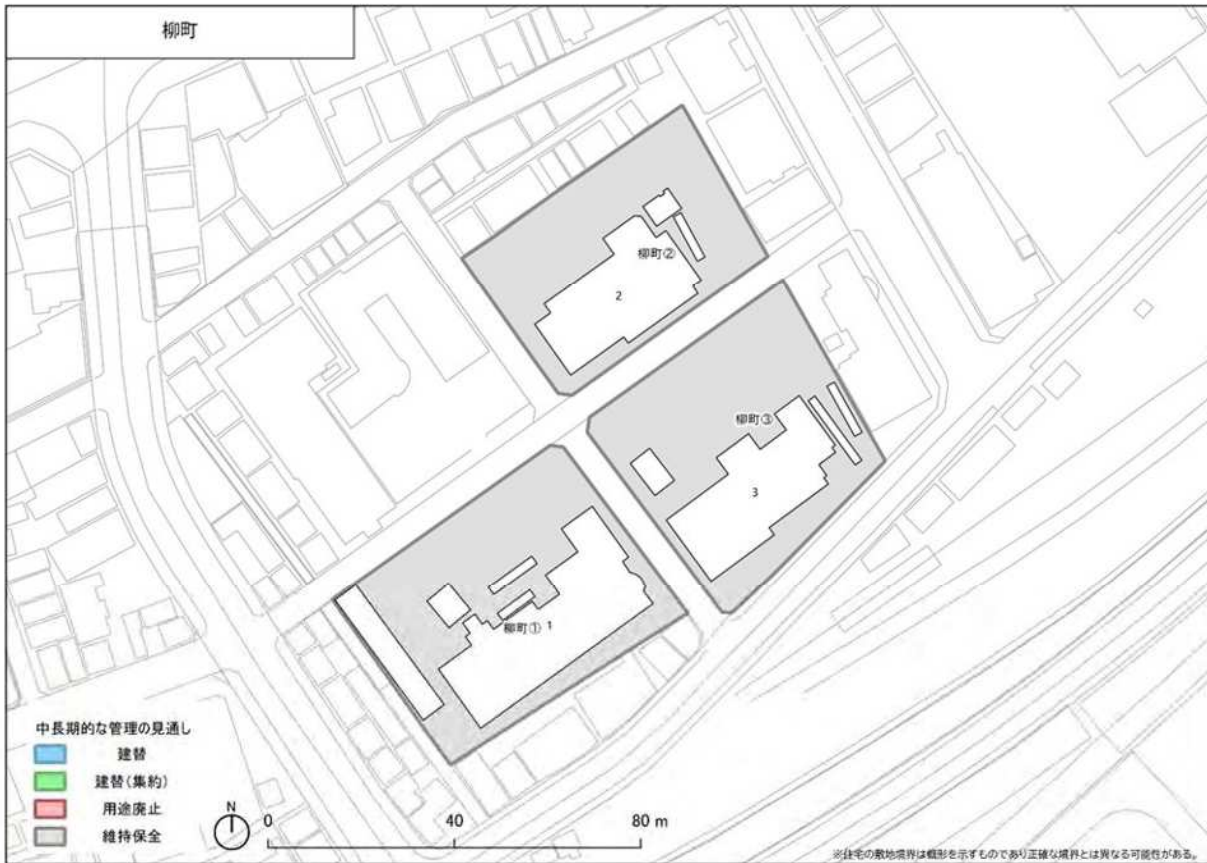 柳町
柳町②
2
柳町③
3
柳町① 1
中長期的な管理の見通し
建替
建替(集約)
用途廃止
維持保全
N
0 40 80 m
※住宅の敷地境界は概形を示すものであり正確な境界とは異なる可能性がある。